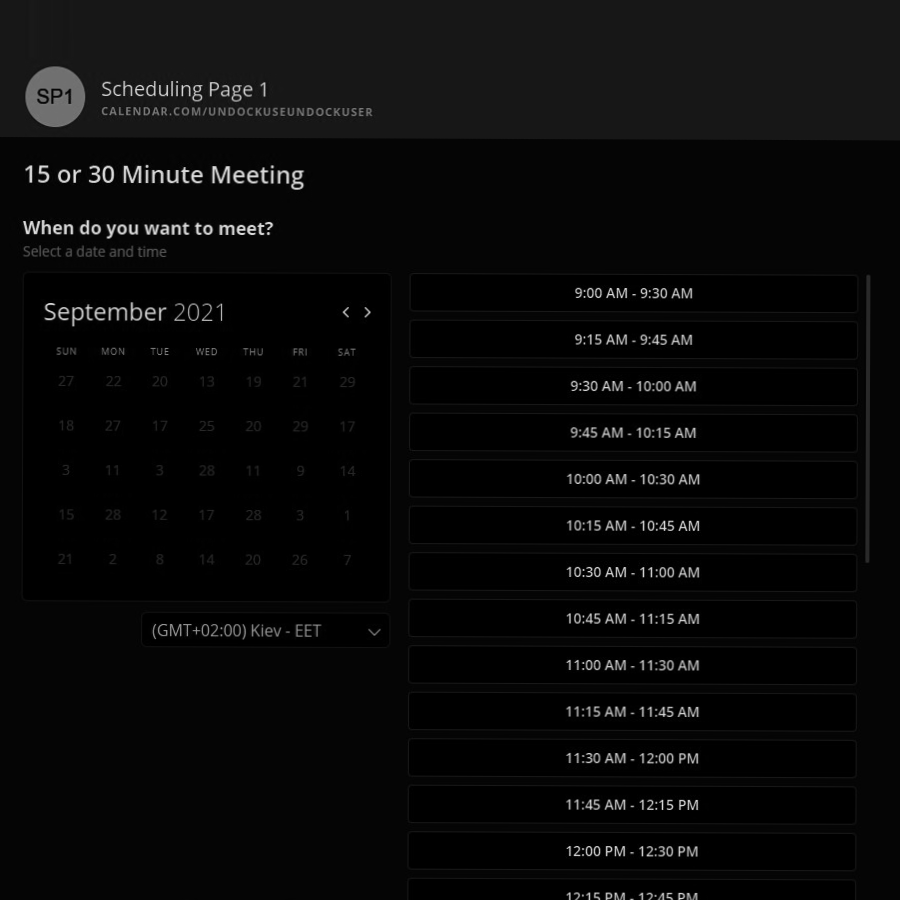 SP1
Scheduling Page 1
CALENDAR.COM/UNDOCKUSEUNDOCKUSER
15 or 30 Minute Meeting
When do you want to meet?
Select a date and time
September 2021
SUN MON TUE WED THU FRI SAT
27 22 20 13 19 21 29
18 27 17 25 20 29 17
3 11 3 28 11 9 14
15 28 12 17 28 3 1
21 2 8 14 20 26 7
(GMT+02:00) Kiev - EET
9:00 AM - 9:30 AM
9:15 AM - 9:45 AM
9:30 AM - 10:00 AM
9:45 AM - 10:15 AM
10:00 AM - 10:30 AM
10:15 AM - 10:45 AM
10:30 AM - 11:00 AM
10:45 AM - 11:15 AM
11:00 AM - 11:30 AM
11:15 AM - 11:45 AM
11:30 AM - 12:00 PM
11:45 AM - 12:15 PM
12:00 PM - 12:30 PM
12:15 PM - 12:45 PM